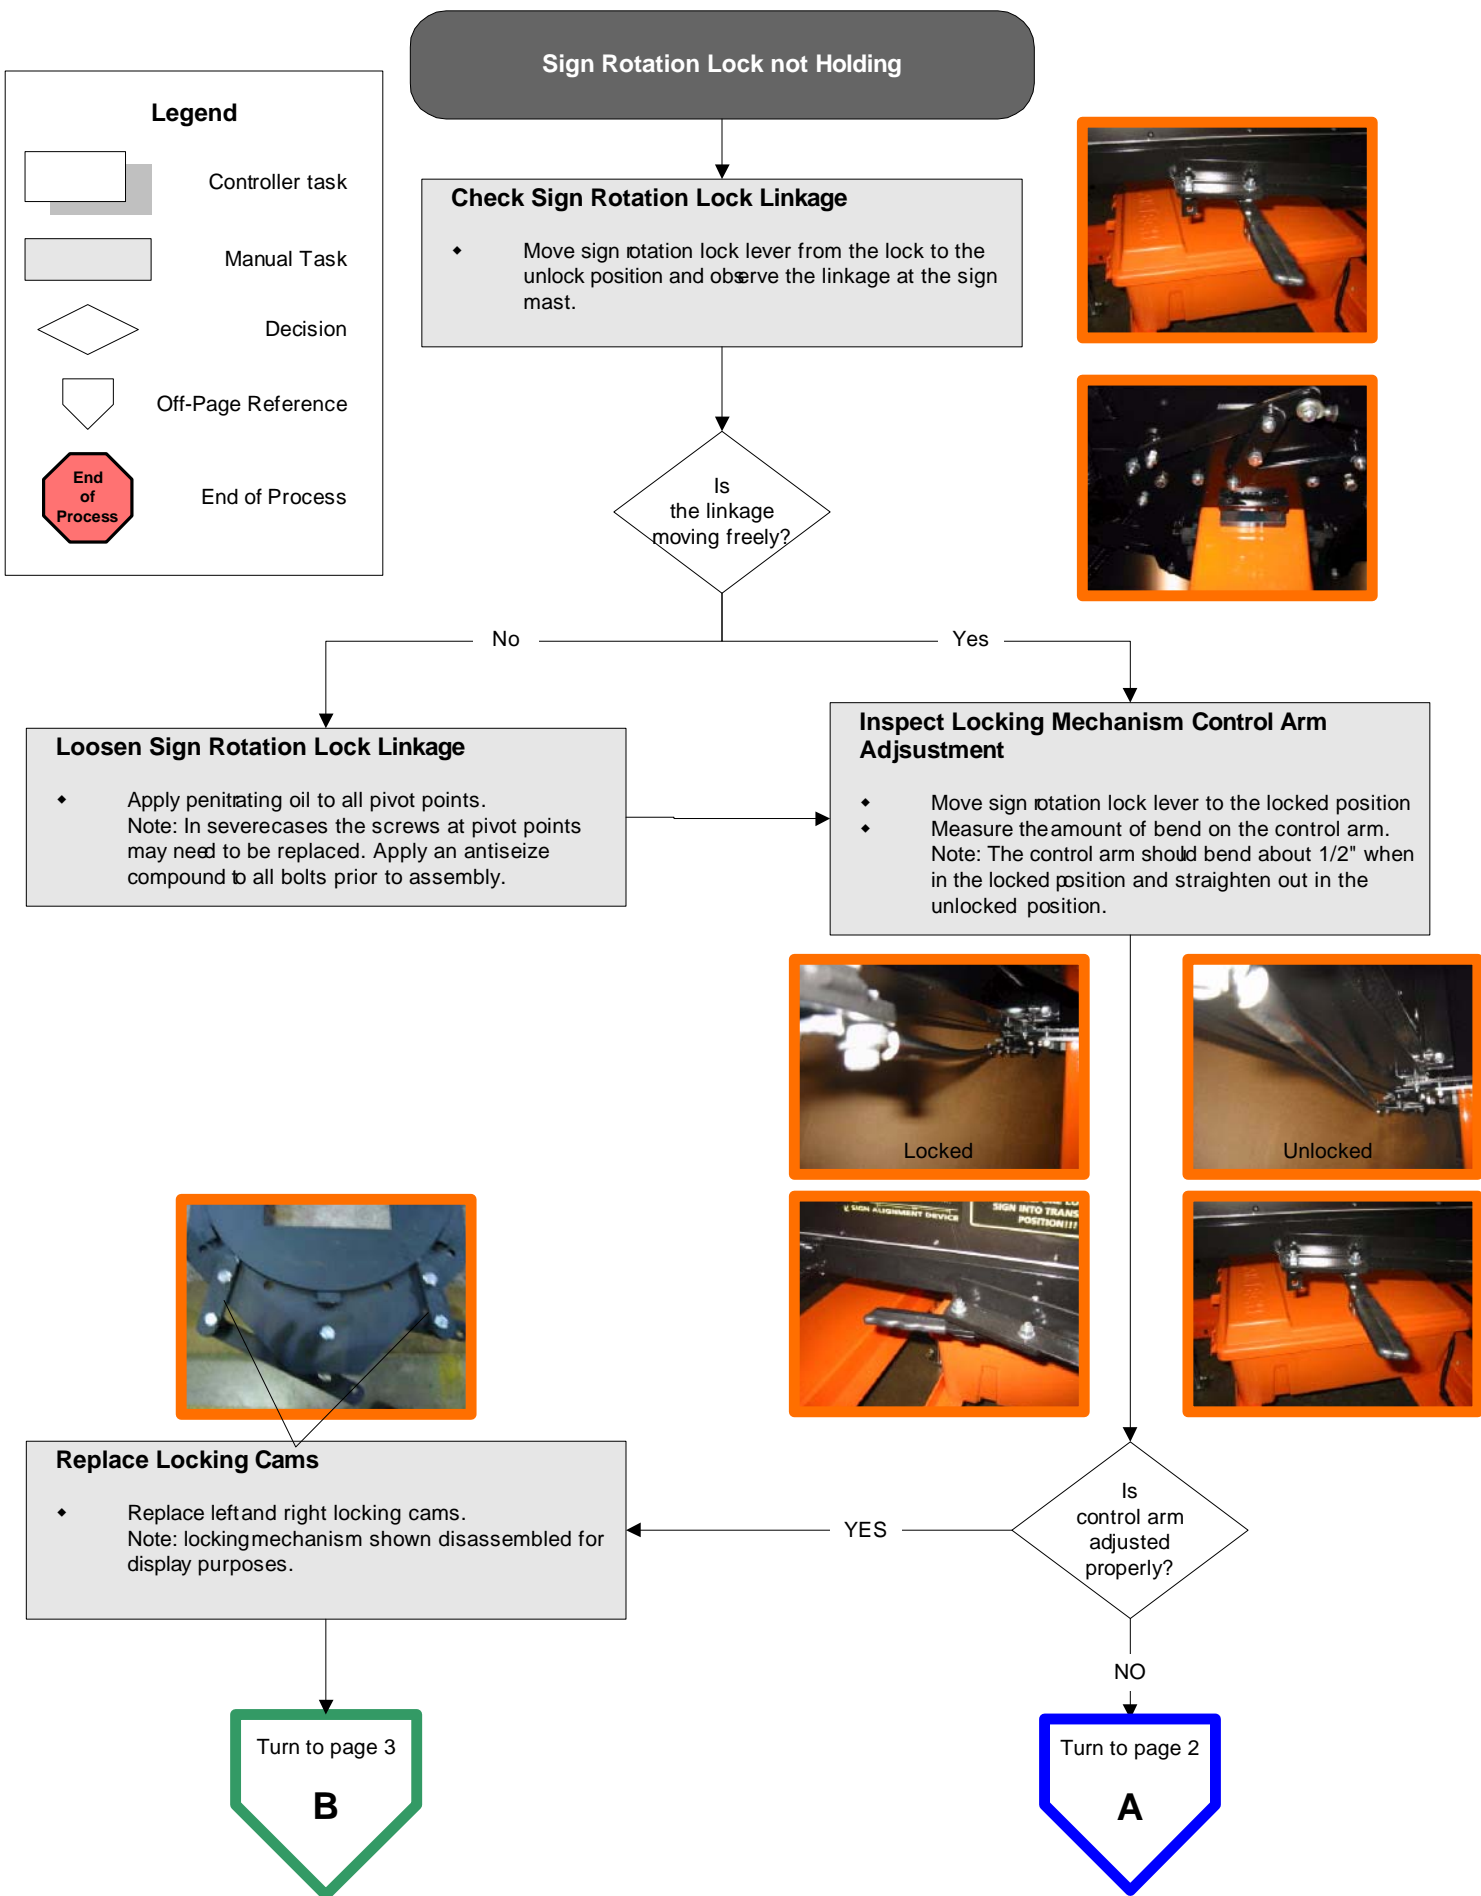 Sign Rotation Lock not Holding
Legend
Controller task
Manual Task
Decision
Off-Page Reference
End
of
Process
End of Process
Check Sign Rotation Lock Linkage
Move sign rotation lock lever from the lock to the
unlock position and observe the linkage at the sign
mast.
Is
the linkage
moving freely?
No
Yes
Loosen Sign Rotation Lock Linkage
Apply penitrating oil to all pivot points.
Note: In severe cases the screws at pivot points
may need to be replaced. Apply an antiseize
compound to all bolts prior to assembly.
Inspect Locking Mechanism Control Arm
Adjsustment
Move sign rotation lock lever to the locked position
Measure the amount of bend on the control arm.
Note: The control arm should bend about 1/2" when
in the locked position and straighten out in the
unlocked position.
Locked
Unlocked
SIGN ALIGNMENT DEVICE
SIGN INTO TRANS
POSITION!!!
Replace Locking Cams
Replace left and right locking cams.
Note: locking mechanism shown disassembled for
display purposes.
YES
Is
control arm
adjusted
properly?
NO
Turn to page 3
B
Turn to page 2
A